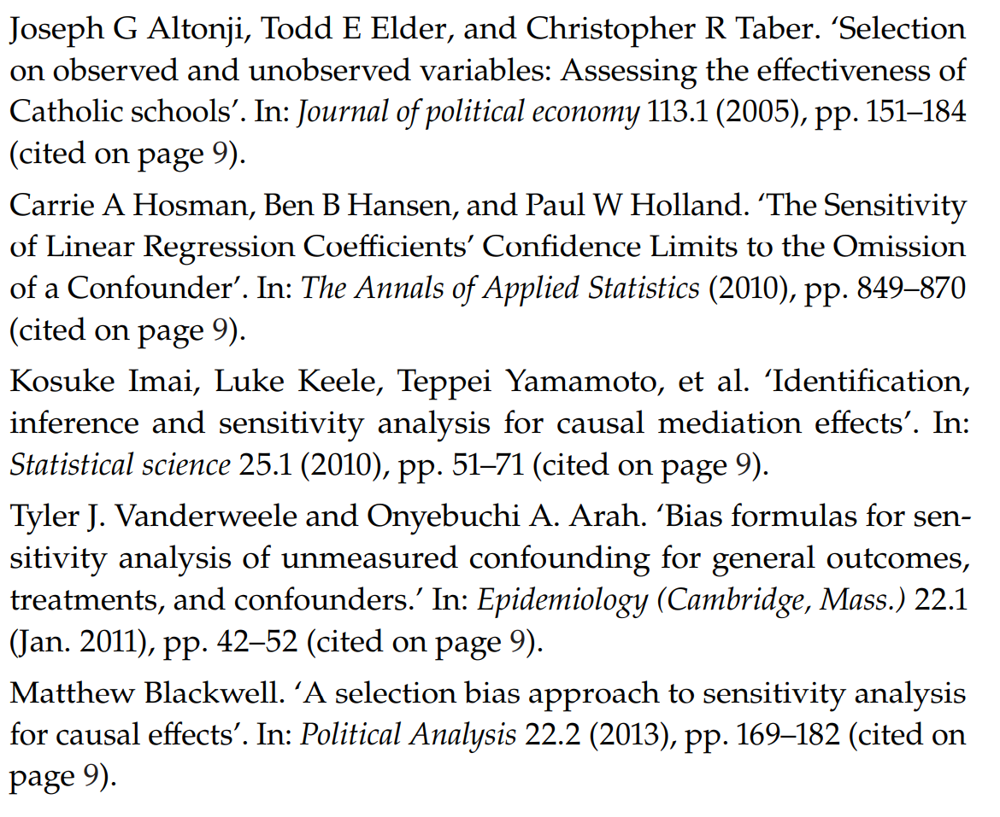 Joseph G Altonji, Todd E Elder, and Christopher R Taber. ‘Selection
on observed and unobserved variables: Assessing the effectiveness of
Catholic schools’. In: Journal of political economy 113.1 (2005), pp. 151–184
(cited on page 9).
Carrie A Hosman, Ben B Hansen, and Paul W Holland. ‘The Sensitivity
of Linear Regression Coefficients’ Confidence Limits to the Omission
of a Confounder’. In: The Annals of Applied Statistics (2010), pp. 849–870
(cited on page 9).
Kosuke Imai, Luke Keele, Teppei Yamamoto, et al. ‘Identification,
inference and sensitivity analysis for causal mediation effects’. In:
Statistical science 25.1 (2010), pp. 51–71 (cited on page 9).
Tyler J. Vanderweele and Onyebuchi A. Arah. ‘Bias formulas for sen-
sitivity analysis of unmeasured confounding for general outcomes,
treatments, and confounders.’ In: Epidemiology (Cambridge, Mass.) 22.1
(Jan. 2011), pp. 42–52 (cited on page 9).
Matthew Blackwell. ‘A selection bias approach to sensitivity analysis
for causal effects’. In: Political Analysis 22.2 (2013), pp. 169–182 (cited on
page 9).